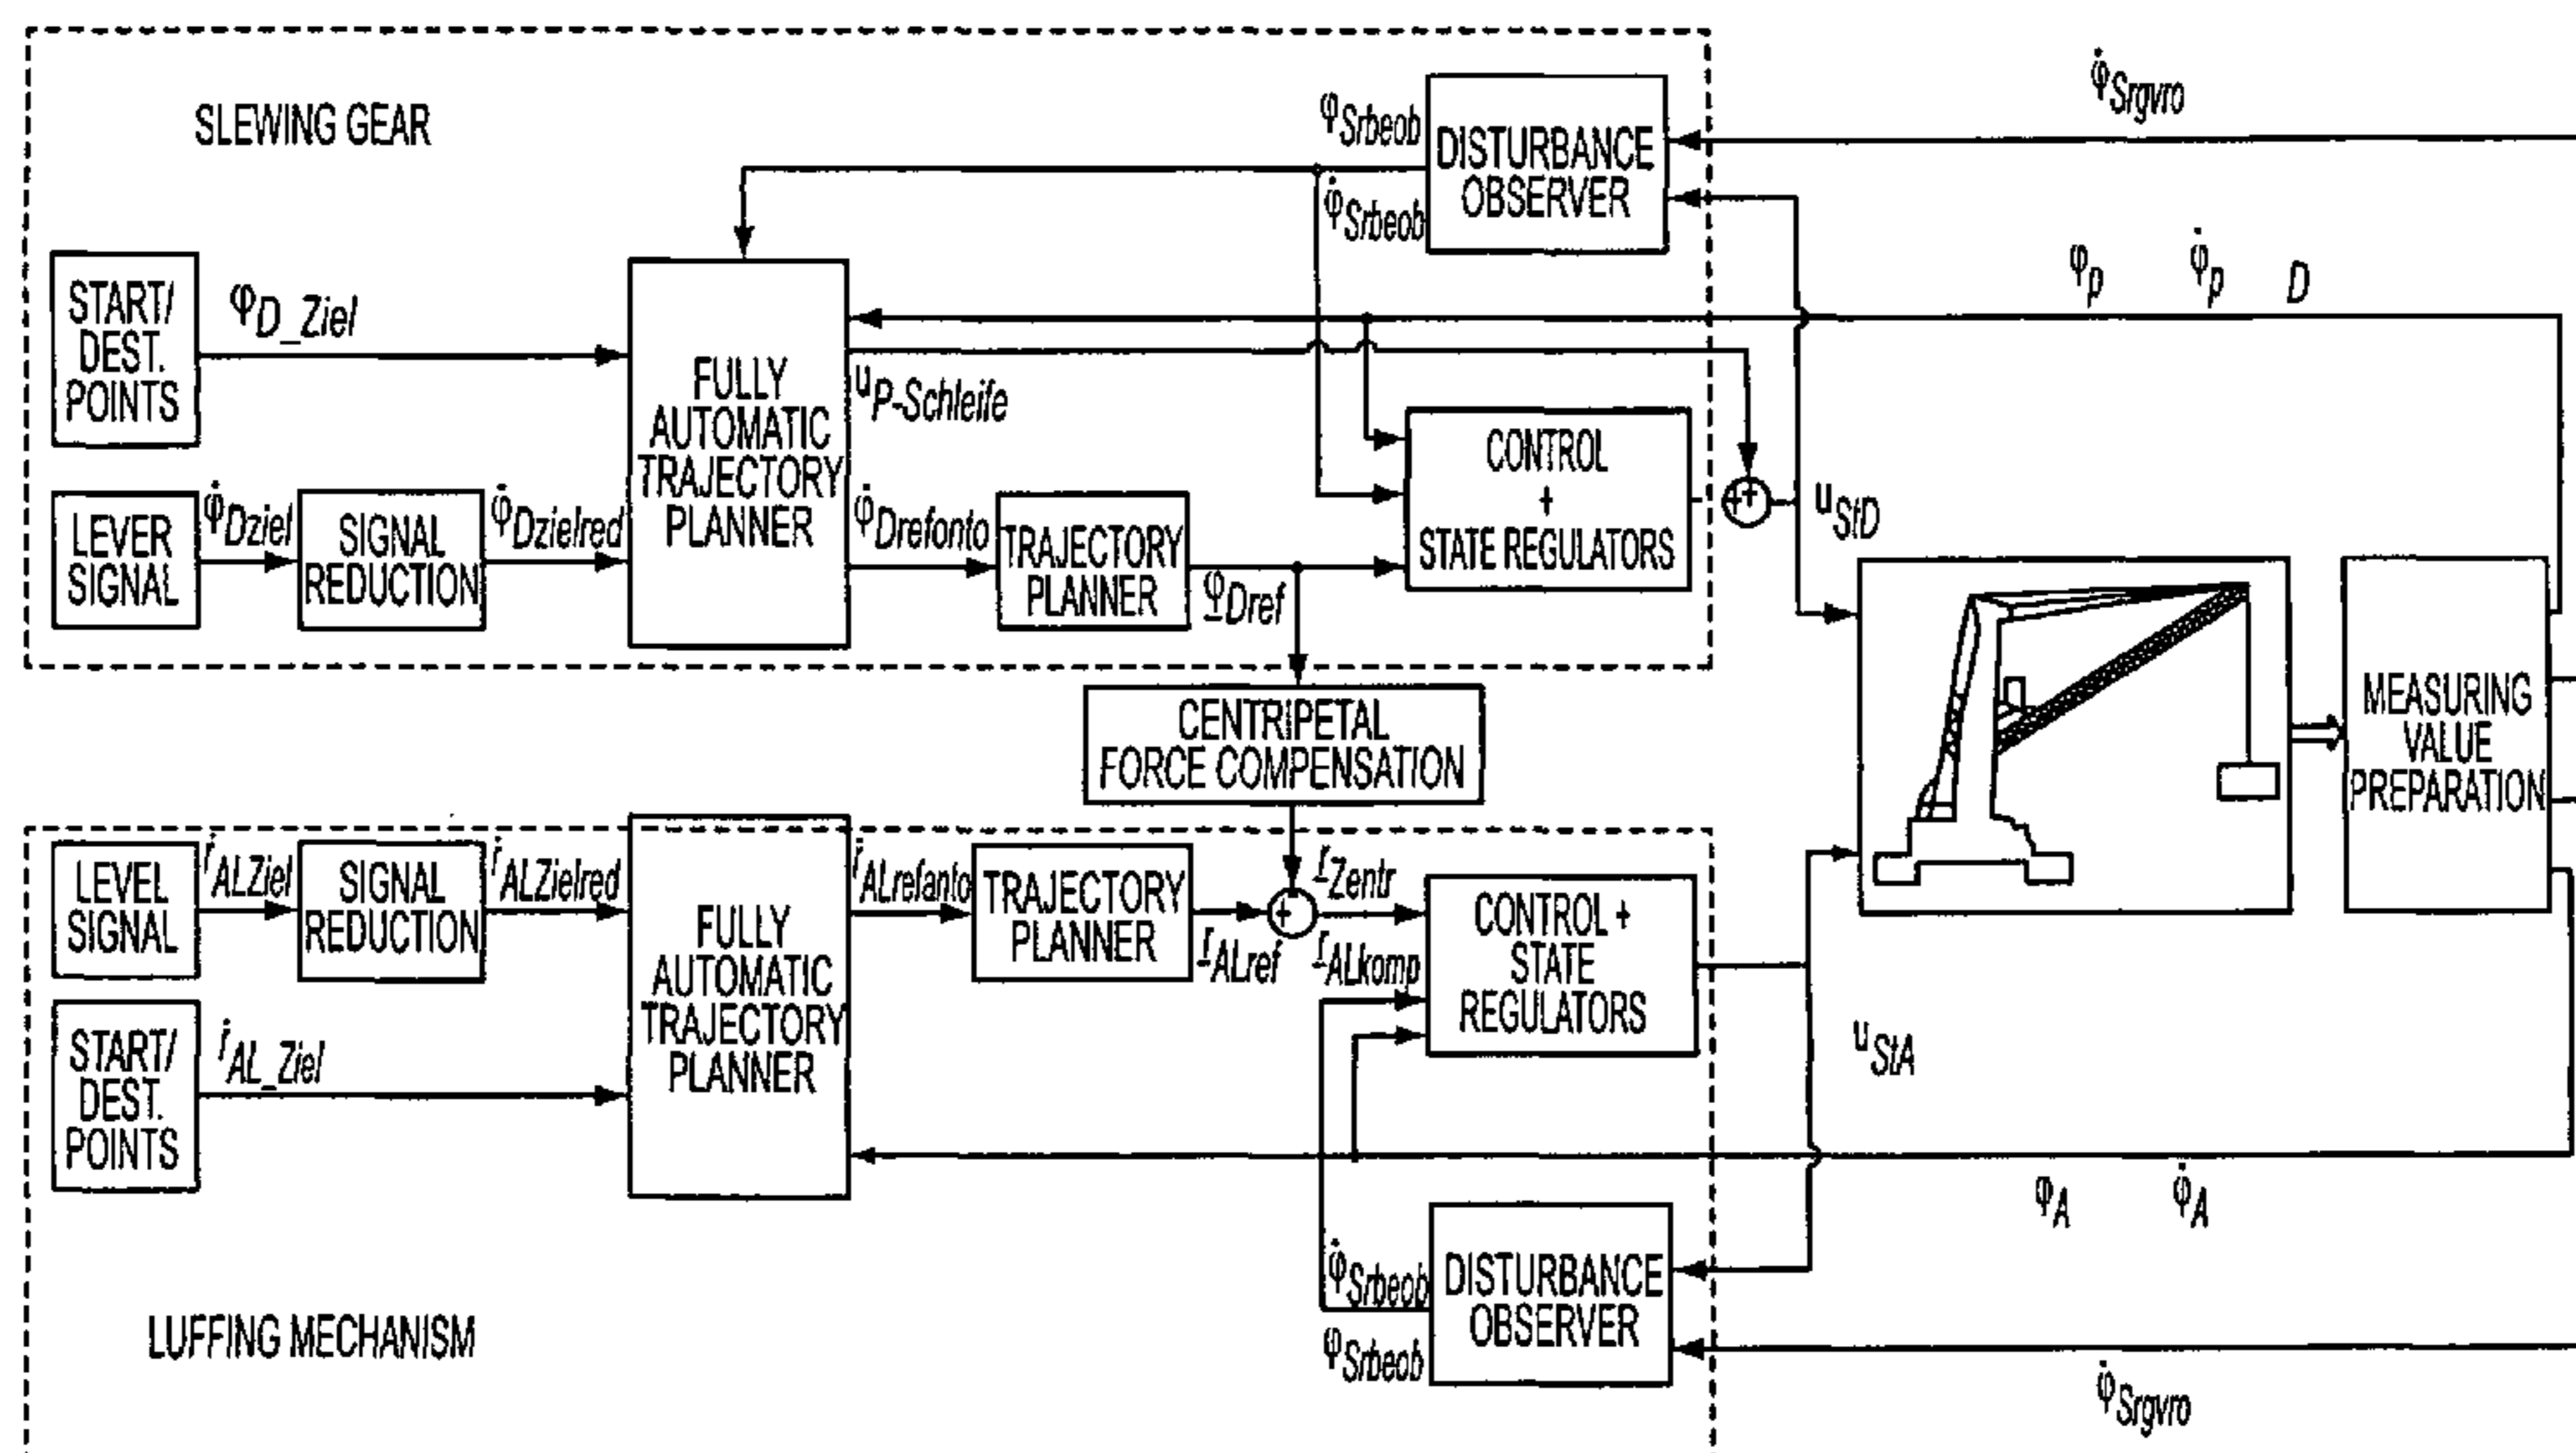 SLEWING GEAR
φ̇Srgyro
φSrbeob
DISTURBANCE
OBSERVER
φ̇Srbeob
φp φ̇p D
START/
DEST.
POINTS
φD_Ziel
FULLY
AUTOMATIC
TRAJECTORY
PLANNER
uP-Schleife
CONTROL
+
STATE REGULATORS
++
uStD
LEVER
SIGNAL
φ̇Dziel
SIGNAL
REDUCTION
φ̇Dzielred
φ̇Drefonto
TRAJECTORY
PLANNER
φDref
CENTRIPETAL
FORCE COMPENSATION
MEASURING
VALUE
PREPARATION
LEVEL
SIGNAL
ṙALZiel
SIGNAL
REDUCTION
ṙALZielred
FULLY
AUTOMATIC
TRAJECTORY
PLANNER
ṙALrefanto
TRAJECTORY
PLANNER
rALref
+
rZentr
rALkomp
CONTROL +
STATE
REGULATORS
uStA
START/
DEST.
POINTS
ṙAL_Ziel
φA φ̇A
φ̇Srbeob
DISTURBANCE
OBSERVER
φSrbeob
LUFFING MECHANISM
φ̇Srgyro